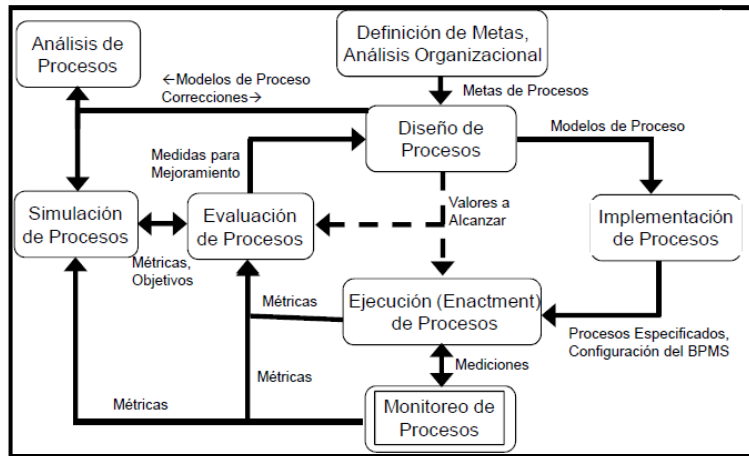 Análisis de
Procesos
Definición de Metas,
Análisis Organizacional
←Modelos de Proceso
Correcciones→
Metas de Procesos
Diseño de
Procesos
Modelos de Proceso
Medidas para
Mejoramiento
Valores a
Alcanzar
Simulación
de Procesos
Evaluación
de Procesos
Implementación
de Procesos
Métricas,
Objetivos
Métricas
Ejecución (Enactment)
de Procesos
Procesos Especificados,
Configuración del BPMS
Mediciones
Métricas
Métricas
Monitoreo de
Procesos